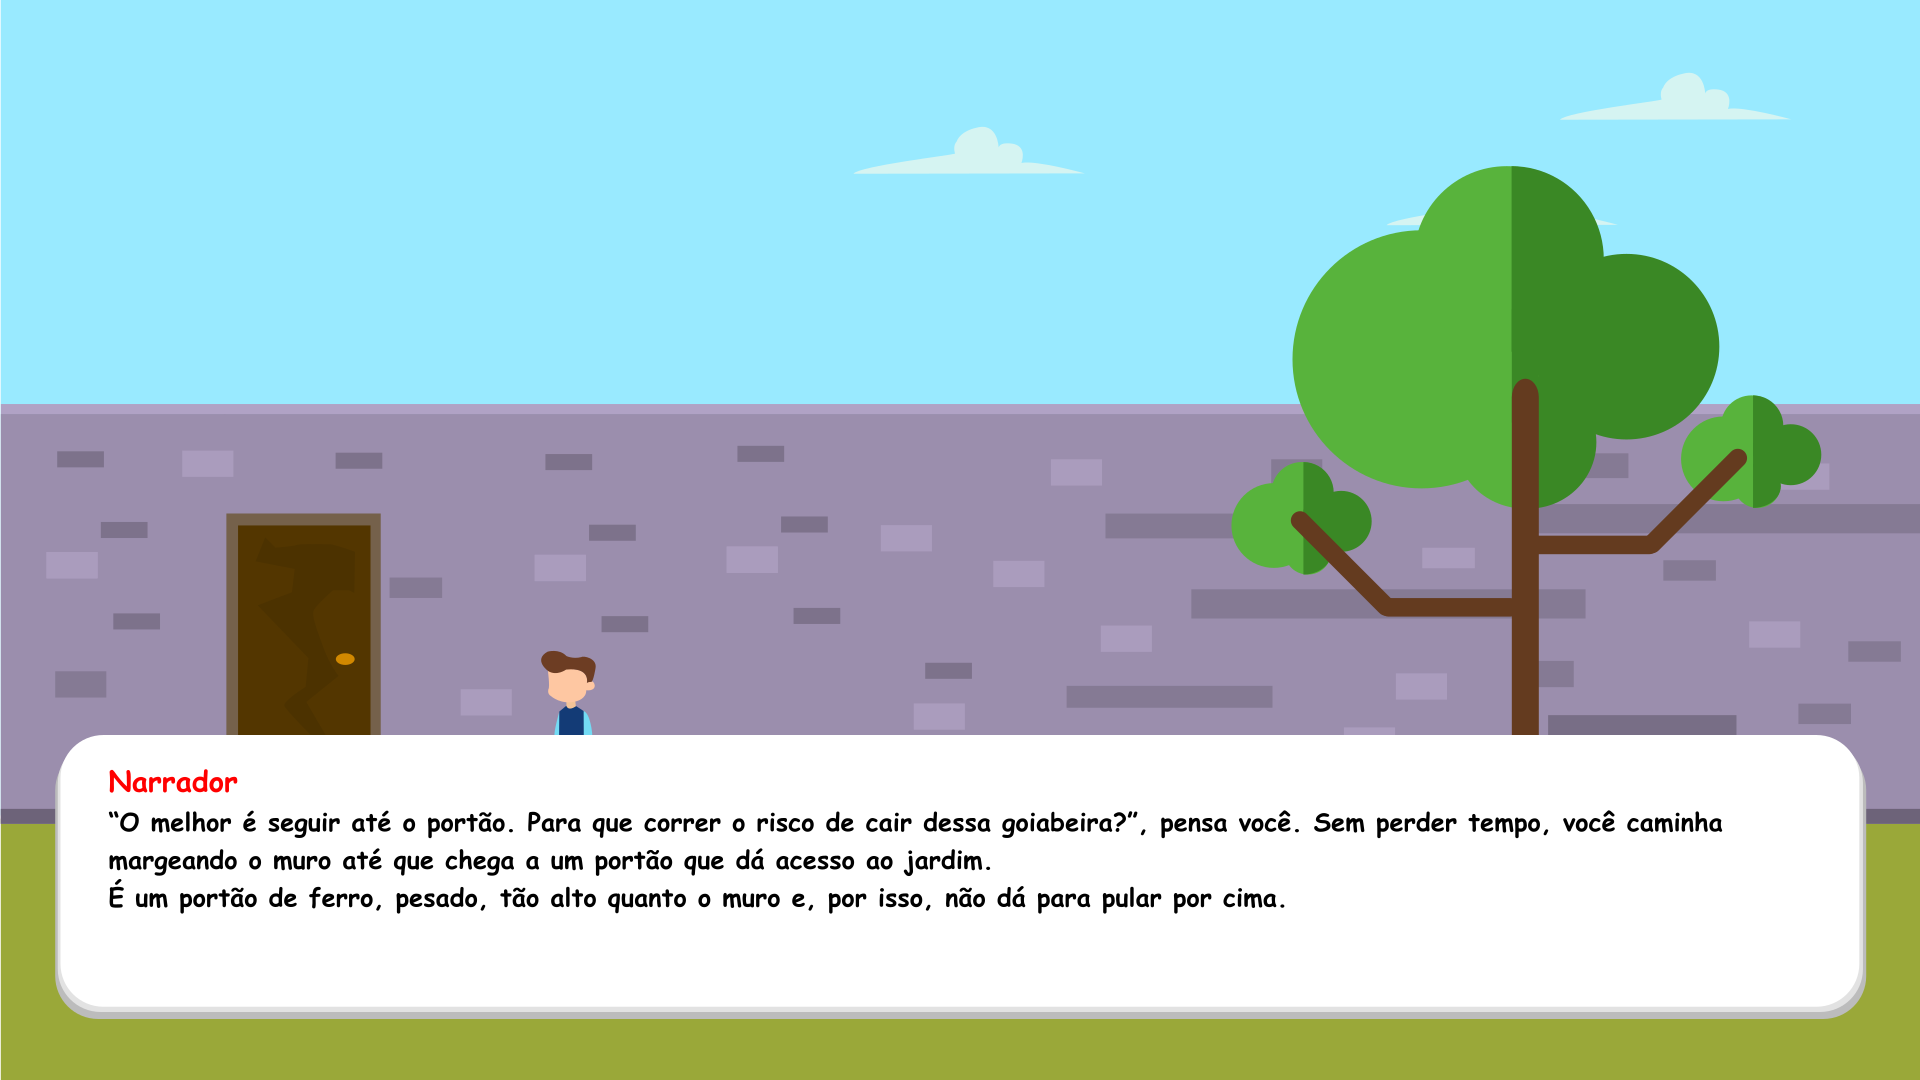 Narrador
“O melhor é seguir até o portão. Para que correr o risco de cair dessa goiabeira?”, pensa você. Sem perder tempo, você caminha
margeando o muro até que chega a um portão que dá acesso ao jardim.
É um portão de ferro, pesado, tão alto quanto o muro e, por isso, não dá para pular por cima.